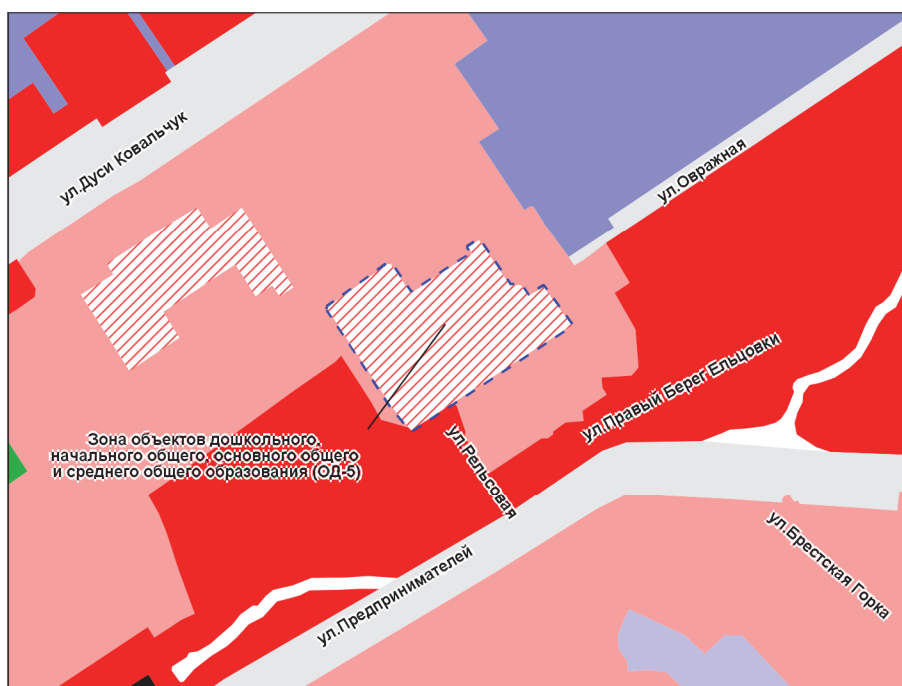 ул.Дуси Ковальчук
ул.Овражная
ул.Правый Берег Ельцовки
Зона объектов дошкольного,
начального общего, основного общего
и среднего общего образования (ОД-5)
ул.Рельсовая
ул.Предпринимателей
ул.Брестская Горка